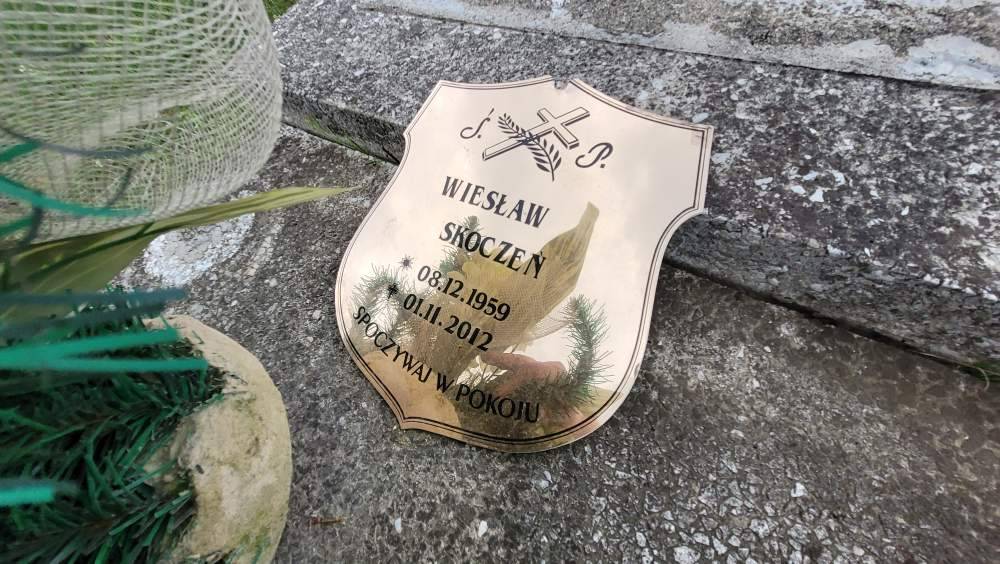 Ś. P.
WIESŁAW
SKOCZEŃ
* 08.12.1959
✝ 01.11.2012
SPOCZYWAJ W POKOJU